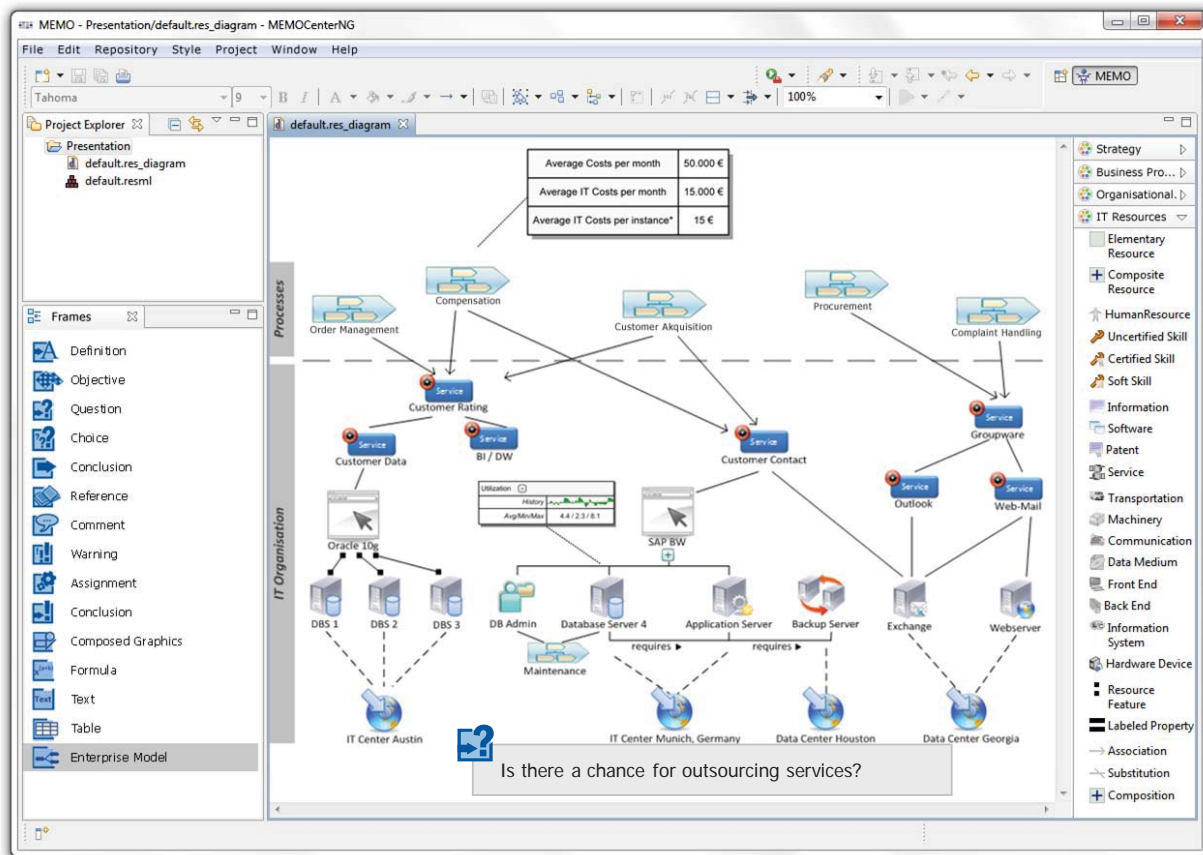 MEMO - Presentation/default.res_diagram - MEMOCenterNG
File Edit Repository Style Project Window Help
MEMO
Tahoma 9 B I A 100%
Project Explorer
Presentation
default.res_diagram
default.resml
Frames
Definition
Objective
Question
Choice
Conclusion
Reference
Comment
Warning
Assignment
Conclusion
Composed Graphics
Formula
Text
Text
Table
Enterprise Model
default.res_diagram
Average Costs per month 50.000 €
Average IT Costs per month 15.000 €
Average IT Costs per instance* 15 €
Processes
Order Management
Compensation
Customer Akquisition
Procurement
Complaint Handling
IT Organisation
Service
Customer Rating
Service
Customer Data
Service
BI / DW
Service
Customer Contact
Service
Groupware
Service
Outlook
Service
Web-Mail
Utilization
History
Avg/Min/Max 4.4 / 2.3 / 8.1
Oracle 10g
SAP BW
DBS 1
DBS 2
DBS 3
DB Admin
Database Server 4
Application Server
Backup Server
Exchange
Webserver
Maintenance
requires
requires
IT Center Austin
IT Center Munich, Germany
Data Center Houston
Data Center Georgia
Is there a chance for outsourcing services?
Strategy
Business Pro...
Organisational.
IT Resources
Elementary
Resource
Composite
Resource
HumanResource
Uncertified Skill
Certified Skill
Soft Skill
Information
Software
Patent
Service
Transportation
Machinery
Communication
Data Medium
Front End
Back End
Information
System
Hardware Device
Resource
Feature
Labeled Property
Association
Substitution
Composition